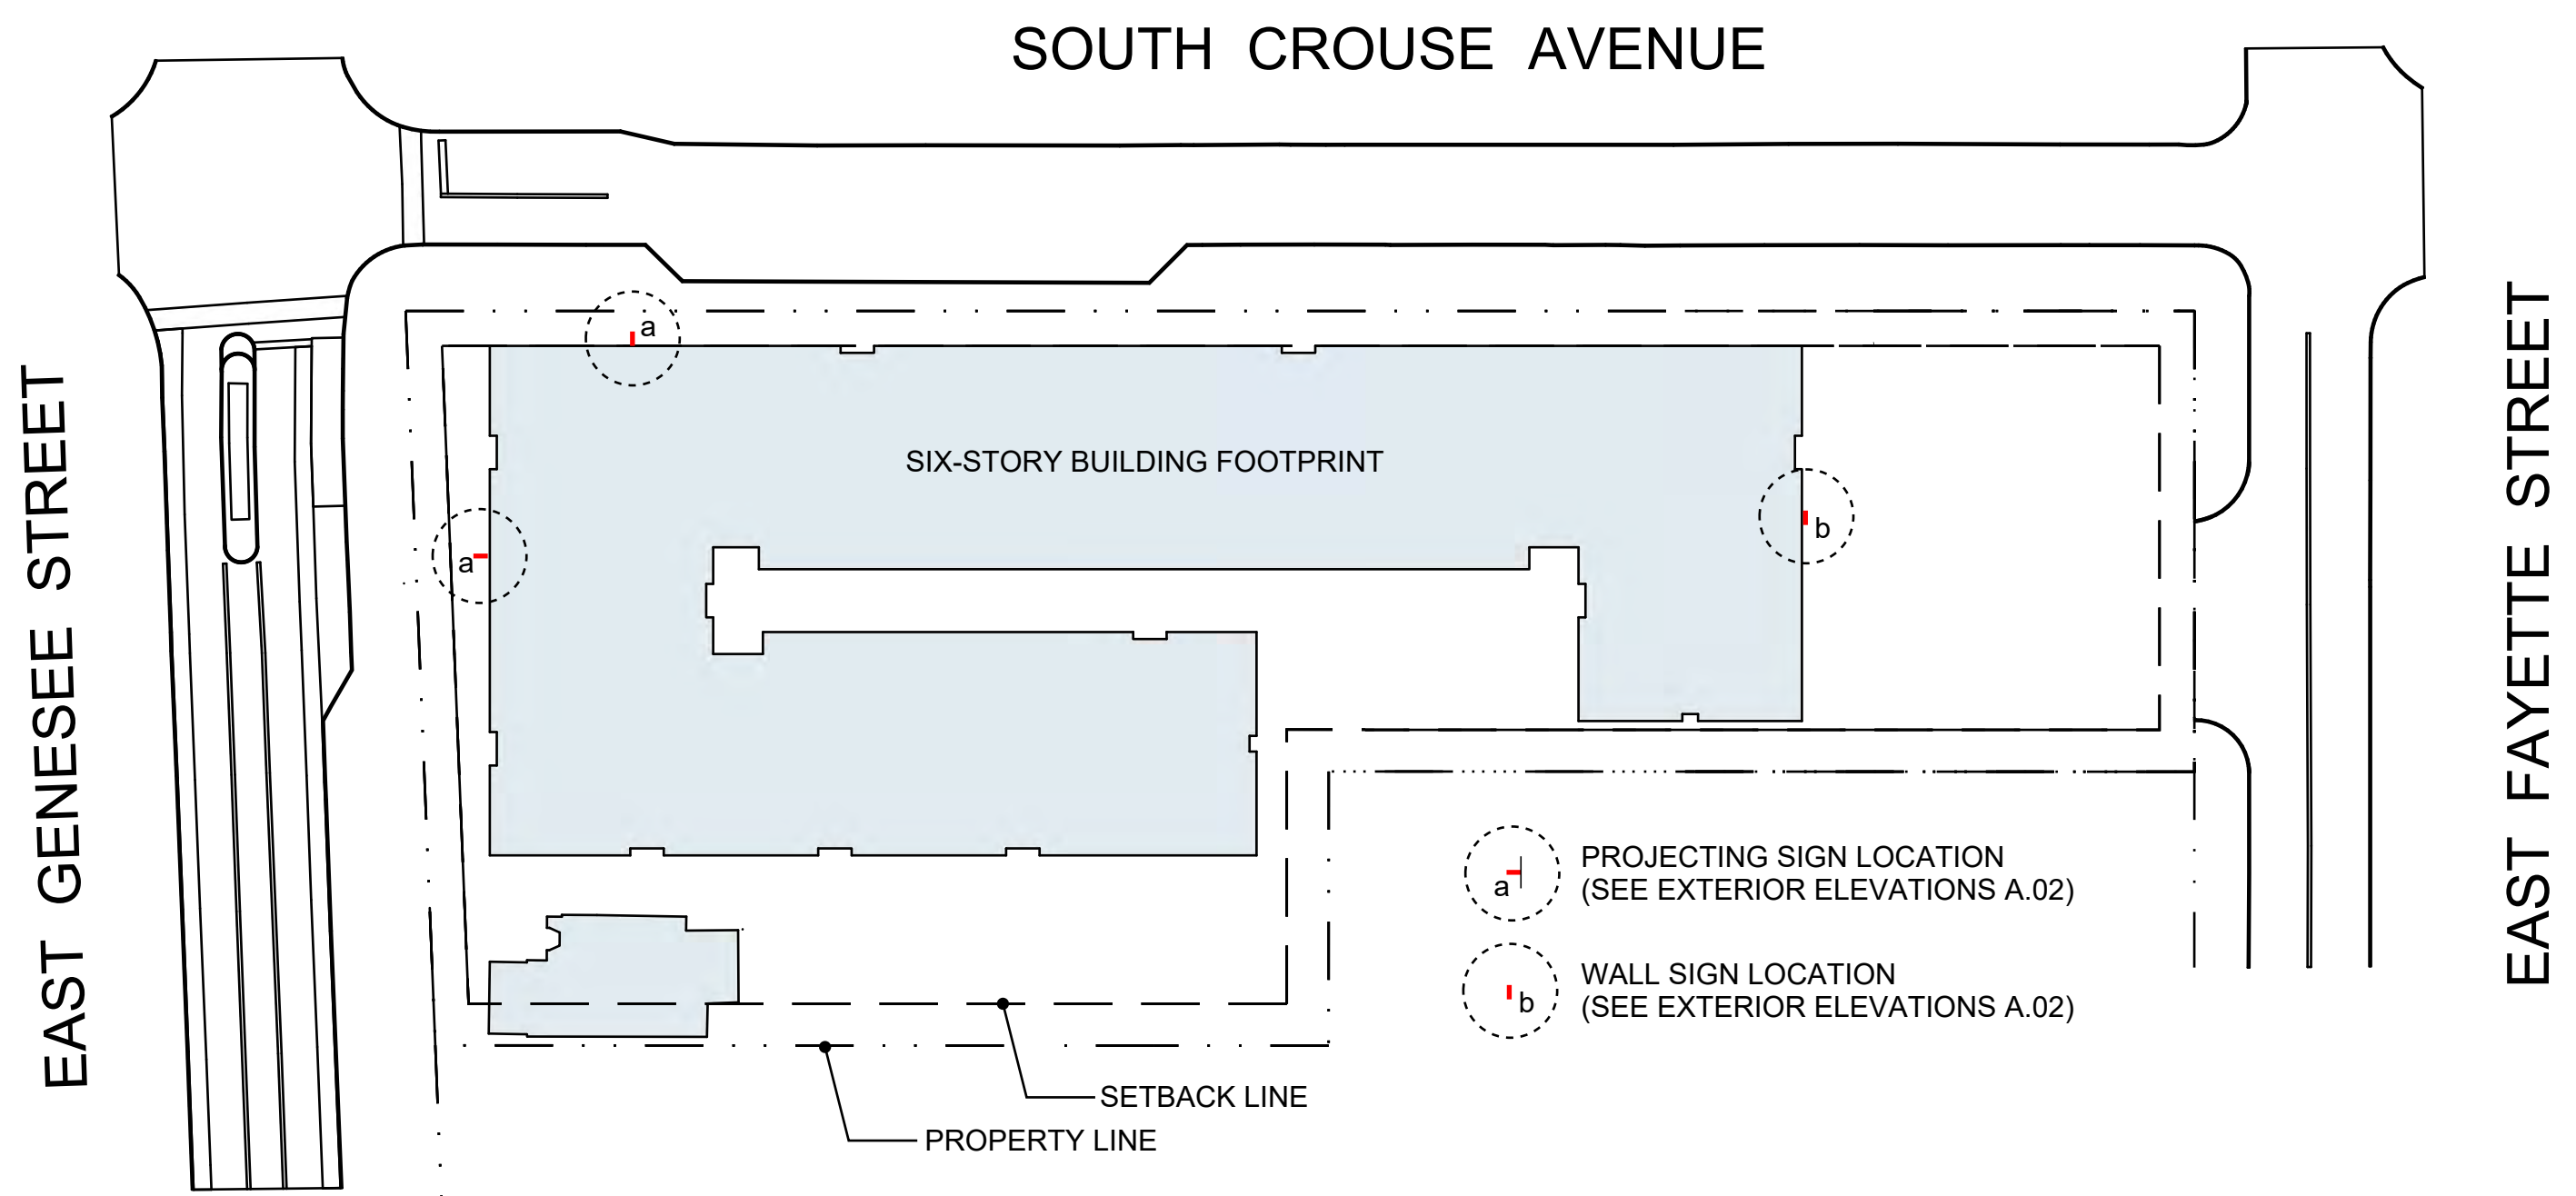 SOUTH CROUSE AVENUE
EAST GENESEE STREET
EAST FAYETTE STREET
a
SIX-STORY BUILDING FOOTPRINT
a
b
a
PROJECTING SIGN LOCATION
(SEE EXTERIOR ELEVATIONS A.02)
b
WALL SIGN LOCATION
(SEE EXTERIOR ELEVATIONS A.02)
SETBACK LINE
PROPERTY LINE